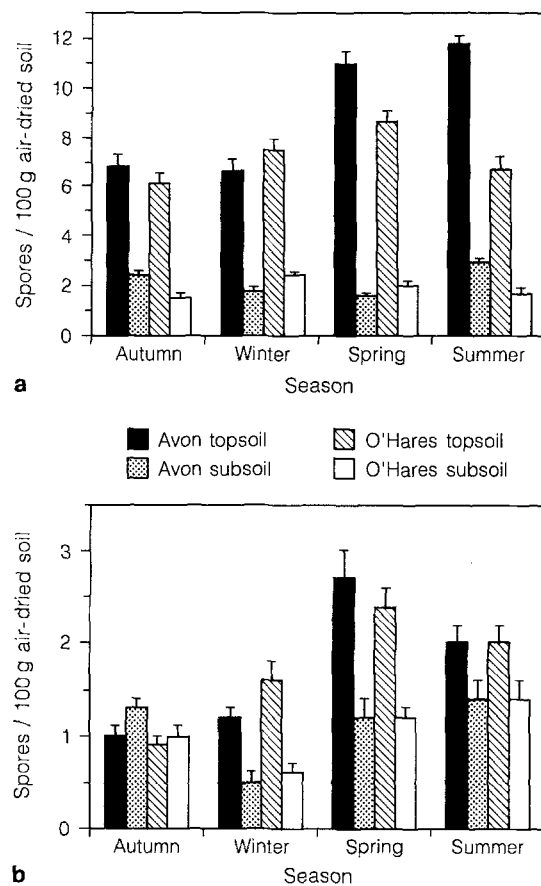 Spores / 100 g air-dried soil
12
10
8
6
4
2
0
Autumn Winter Spring Summer
a
Season
Avon topsoil O'Hares topsoil
Avon subsoil O'Hares subsoil
Spores / 100 g air-dried soil
3
2
1
0
Autumn Winter Spring Summer
b
Season